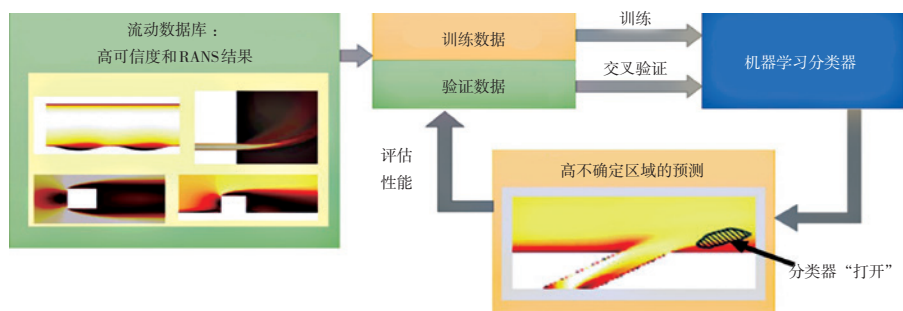 流动数据库：
高可信度和RANS结果
训练数据
验证数据
训练
交叉验证
机器学习分类器
评估
性能
高不确定区域的预测
分类器“打开”